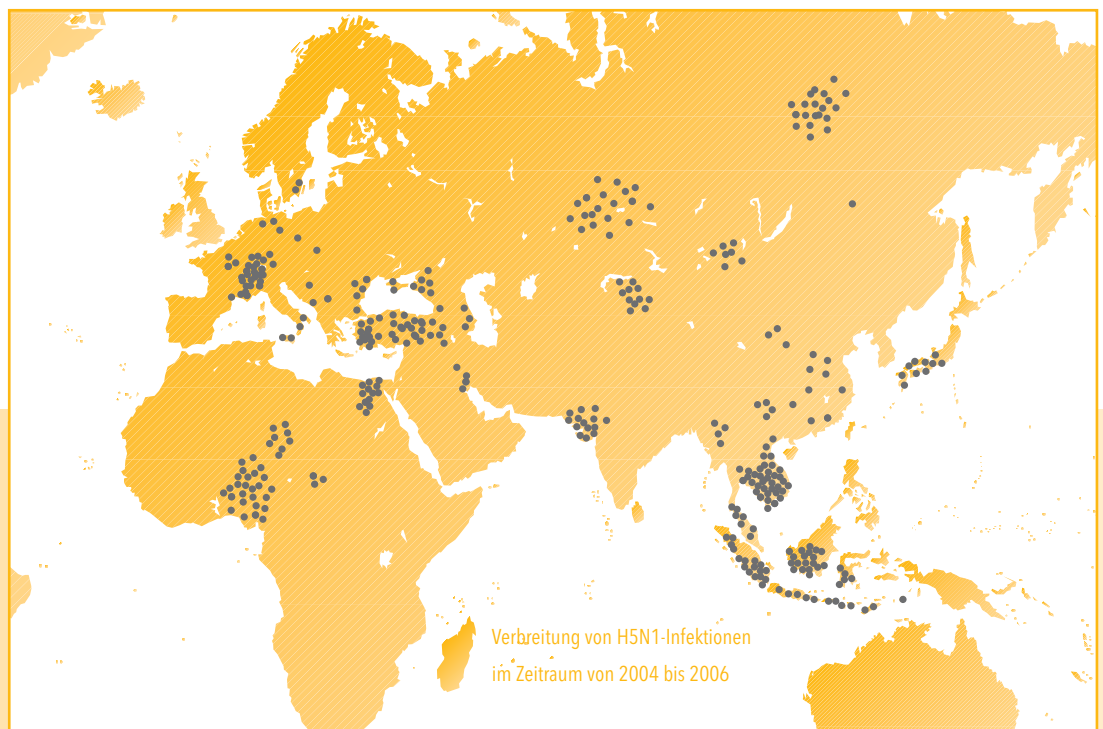 Verbreitung von H5N1-Infektionen
im Zeitraum von 2004 bis 2006